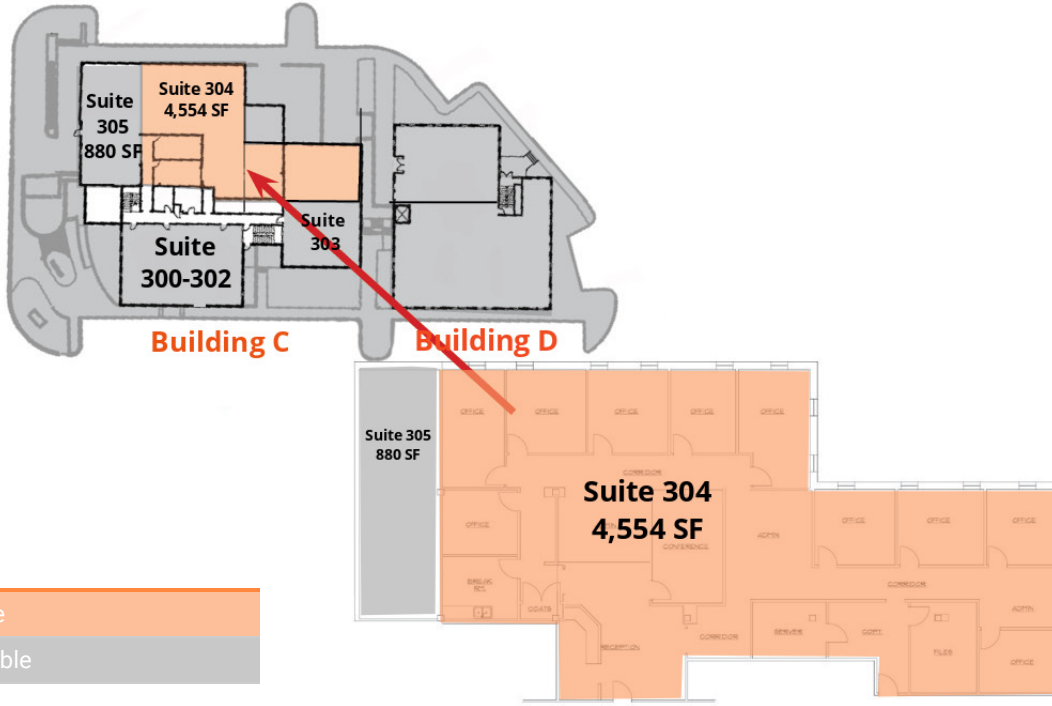 Suite 304
4,554 SF
Suite
305
880 SF
Suite
303
Suite
300-302
Building C
Building D
OFFICE
OFFICE
OFFICE
OFFICE
OFFICE
Suite 305
880 SF
CORRIDOR
Suite 304
4,554 SF
OFFICE
OFFICE
OFFICE
OFFICE
ADMIN
CONFERENCE
BREAK
COATS
CORRIDOR
ADMIN
SERVER
COPY
CORRIDOR
RECEPTION
FILES
OFFICE